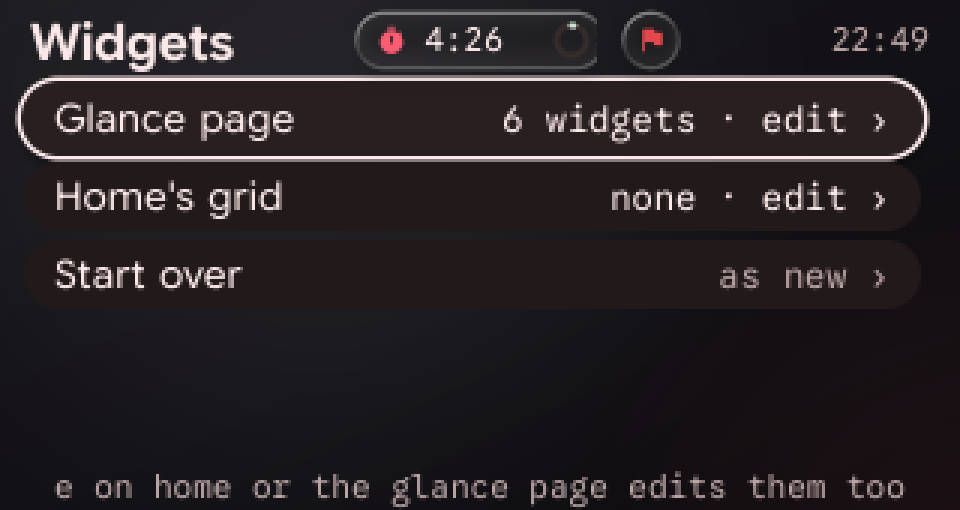 Widgets 4:26 22:49
Glance page 6 widgets · edit ›
Home's grid none · edit ›
Start over as new ›
e on home or the glance page edits them too